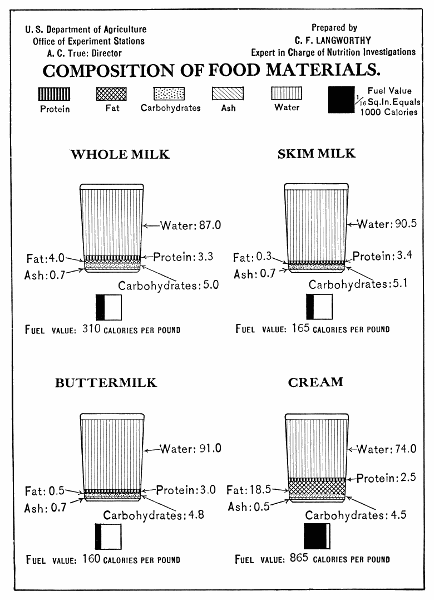 U. S. Department of Agriculture
Office of Experiment Stations
A. C. True: Director
Prepared by
C. F. LANGWORTHY
Expert in Charge of Nutrition Investigations
COMPOSITION OF FOOD MATERIALS.
Protein
Fat
Carbohydrates
Ash
Water
Fuel Value
1/16 Sq. In. Equals
1000 Calories
WHOLE MILK
Water: 87.0
Fat: 4.0
Protein: 3.3
Ash: 0.7
Carbohydrates: 5.0
FUEL VALUE: 310 CALORIES PER POUND
SKIM MILK
Water: 90.5
Fat: 0.3
Protein: 3.4
Ash: 0.7
Carbohydrates: 5.1
FUEL VALUE: 165 CALORIES PER POUND
BUTTERMILK
Water: 91.0
Fat: 0.5
Protein: 3.0
Ash: 0.7
Carbohydrates: 4.8
FUEL VALUE: 160 CALORIES PER POUND
CREAM
Water: 74.0
Protein: 2.5
Fat: 18.5
Ash: 0.5
Carbohydrates: 4.5
FUEL VALUE: 865 CALORIES PER POUND